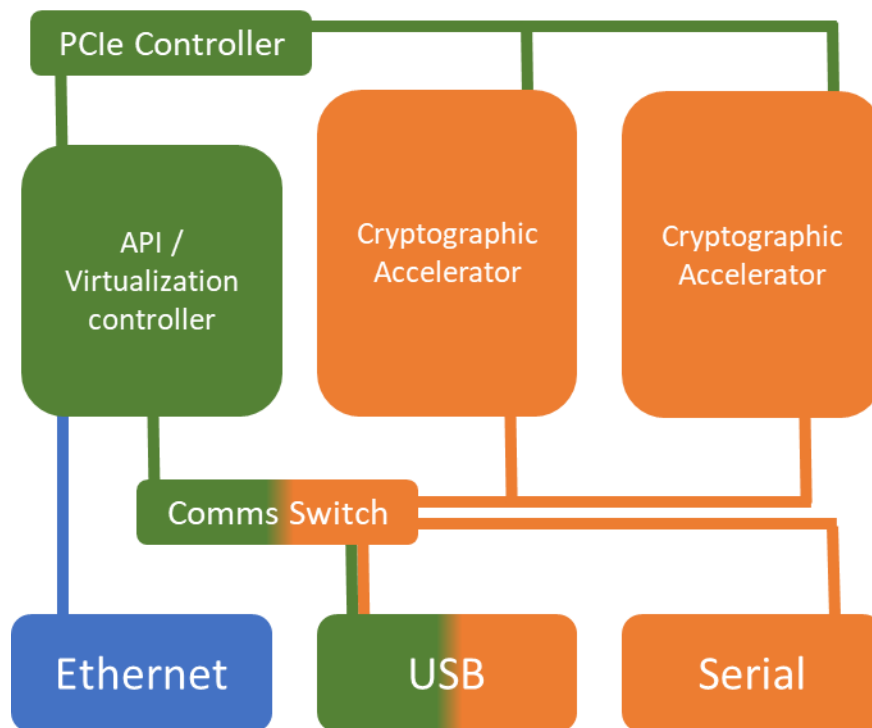 PCIe Controller
API /
Virtualization
controller
Cryptographic
Accelerator
Cryptographic
Accelerator
Comms Switch
Ethernet
USB
Serial